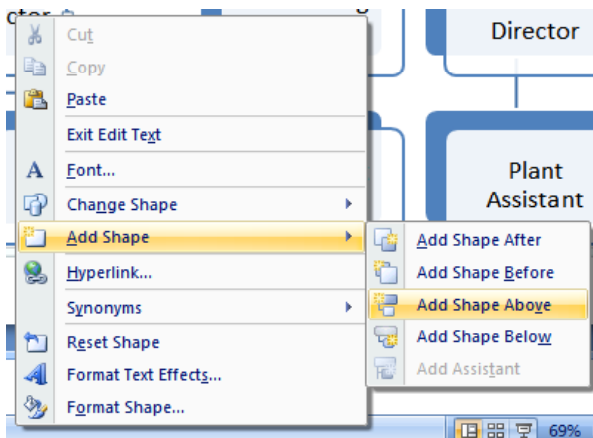 Director
Cut
Copy
Paste
Exit Edit Text
Font...
Plant
Assistant
Change Shape
Add Shape
Add Shape After
Hyperlink...
Add Shape Before
Synonyms
Add Shape Above
Reset Shape
Add Shape Below
Format Text Effects...
Add Assistant
Format Shape...
69%